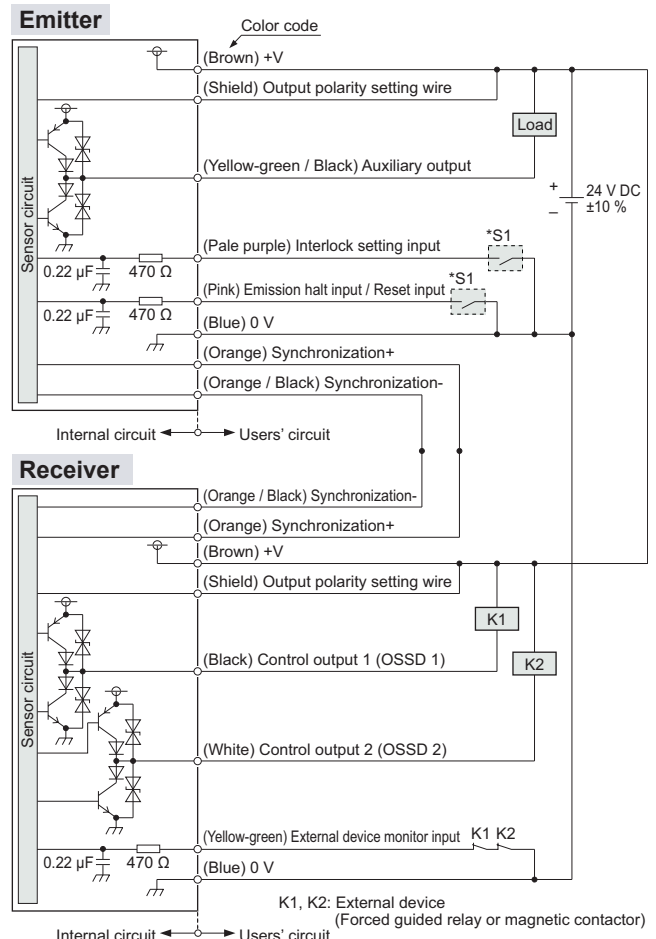 Emitter
Color code
(Brown) +V
(Shield) Output polarity setting wire
Load
(Yellow-green / Black) Auxiliary output
+
–
24 V DC
±10 %
Sensor circuit
(Pale purple) Interlock setting input
*S1
0.22 µF
470 Ω
(Pink) Emission halt input / Reset input
*S1
0.22 µF
470 Ω
(Blue) 0 V
(Orange) Synchronization+
(Orange / Black) Synchronization-
Internal circuit
Users' circuit
Receiver
(Orange / Black) Synchronization-
(Orange) Synchronization+
(Brown) +V
(Shield) Output polarity setting wire
K1
Sensor circuit
(Black) Control output 1 (OSSD 1)
K2
(White) Control output 2 (OSSD 2)
(Yellow-green) External device monitor input
K1 K2
0.22 µF
470 Ω
(Blue) 0 V
K1, K2: External device
(Forced guided relay or magnetic contactor)
Internal circuit
Users' circuit